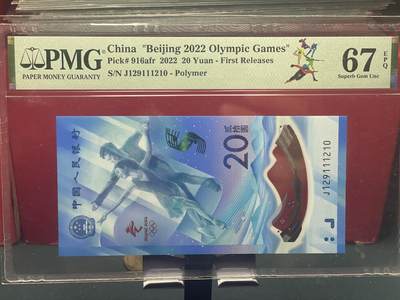 PMG
PAPER MONEY GUARANTY
China "Beijing 2022 Olympic Games"
Pick# 916afr 2022 20 Yuan - First Releases
S/N J129111210 - Polymer
67 EPQ
Superb Gem Unc
中国人民银行
20
贰拾圆
J129111210